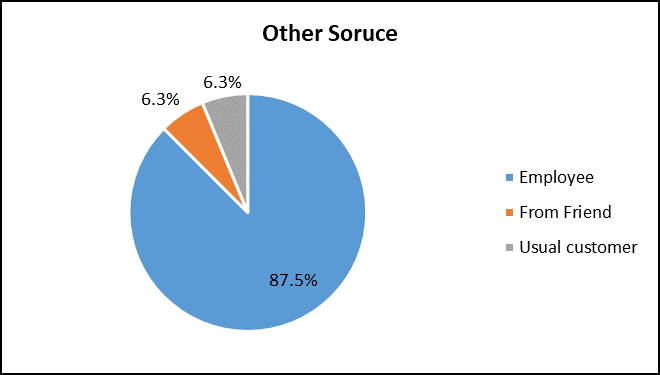 Other Soruce
6.3%
6.3%
87.5%
Employee
From Friend
Usual customer